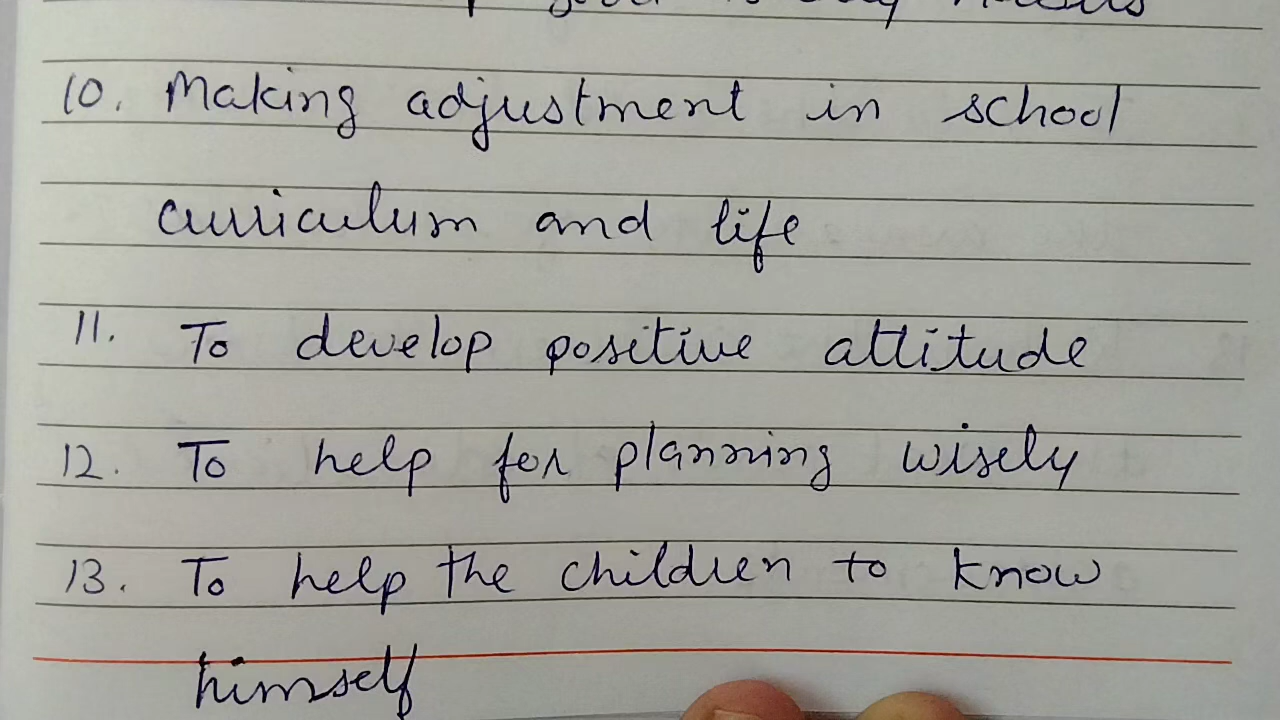 10. Making adjustment in school
curriculum and life
11. To develop positive attitude
12. To help for planning wisely
13. To help the children to know
himself